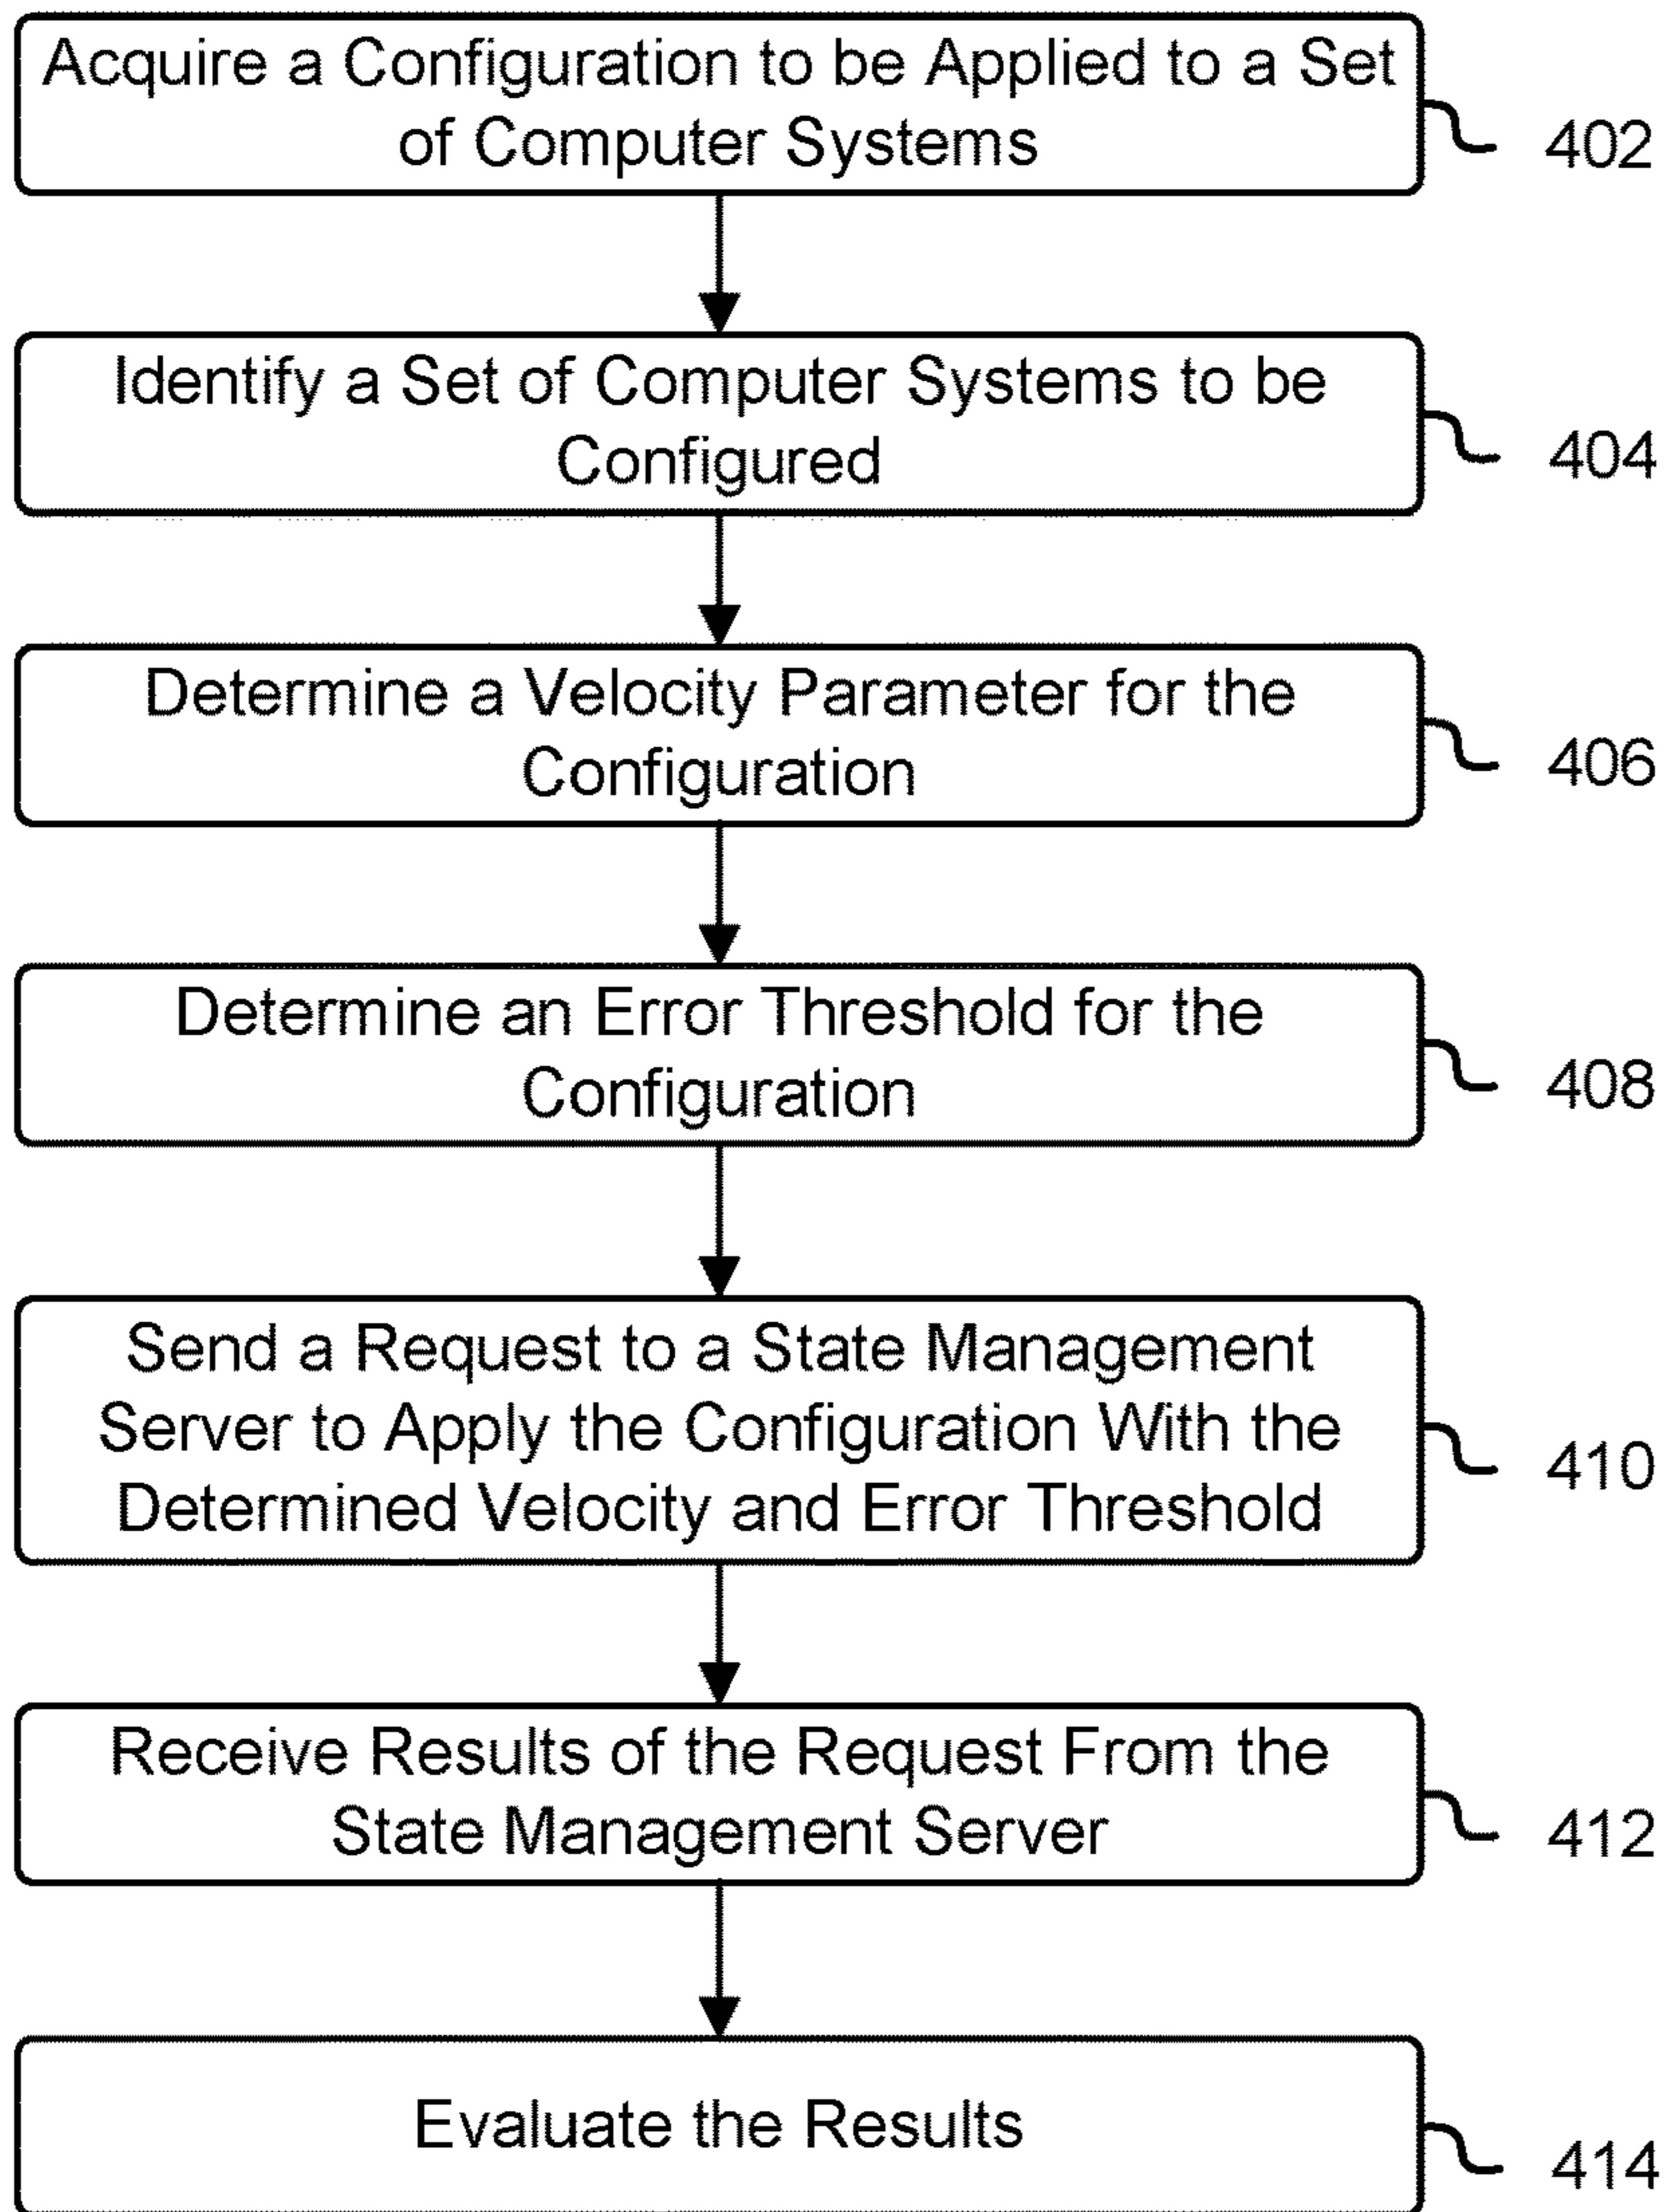 Acquire a Configuration to be Applied to a Set
of Computer Systems
402
Identify a Set of Computer Systems to be
Configured
404
Determine a Velocity Parameter for the
Configuration
406
Determine an Error Threshold for the
Configuration
408
Send a Request to a State Management
Server to Apply the Configuration With the
Determined Velocity and Error Threshold
410
Receive Results of the Request From the
State Management Server
412
Evaluate the Results
414